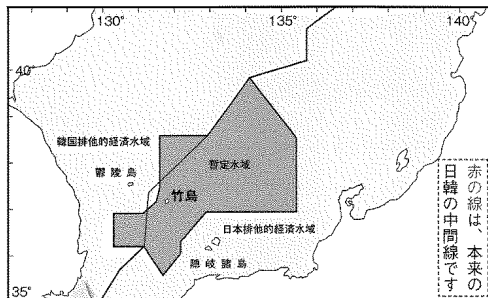 130°
135°
140°
40°
35°
韓国排他的経済水域
鬱陵島
竹島
暫定水域
日本排他的経済水域
隠岐諸島
赤の線は、本来の
日韓の中間線です